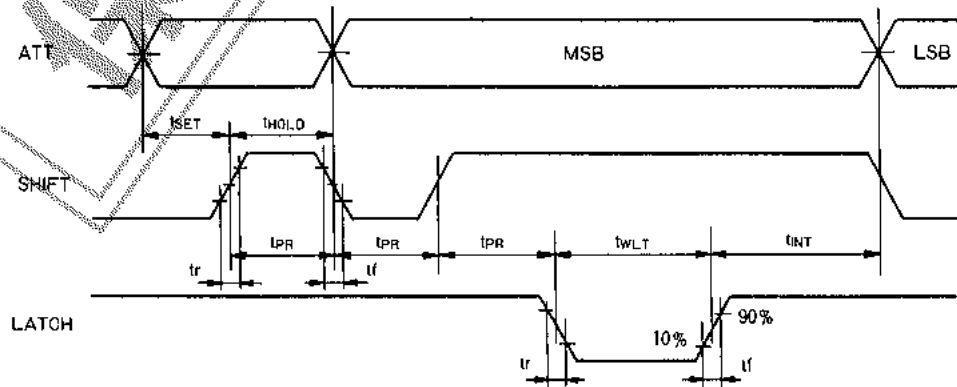 ATT MSB LSB
tSET tHOLD
SHIFT
tPR tPR tPR tWLT tINT
tr tf
LATCH
90%
10%
tr tf